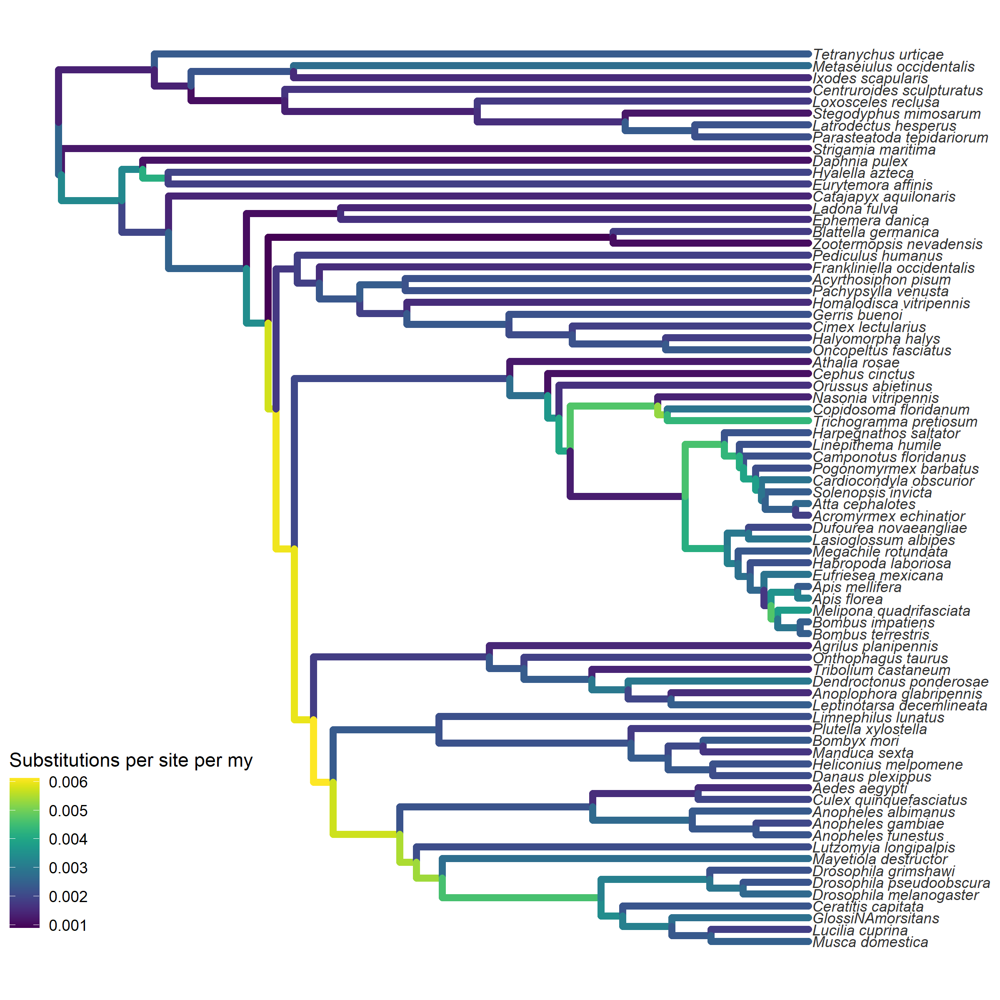 Tetranychus urticae
Metaseiulus occidentalis
Ixodes scapularis
Centruroides sculpturatus
Loxosceles reclusa
Stegodyphus mimosarum
Latrodectus hesperus
Parasteatoda tepidariorum
Strigamia maritima
Daphnia pulex
Hyalella azteca
Eurytemora affinis
Catajapyx aquilonaris
Ladona fulva
Ephemera danica
Blattella germanica
Zootermopsis nevadensis
Pediculus humanus
Frankliniella occidentalis
Acyrthosiphon pisum
Pachypsylla venusta
Homalodisca vitripennis
Gerris buenoi
Cimex lectularius
Halyomorpha halys
Oncopeltus fasciatus
Athalia rosae
Cephus cinctus
Orussus abietinus
Nasonia vitripennis
Copidosoma floridanum
Trichogramma pretiosum
Harpegnathos saltator
Linepithema humile
Camponotus floridanus
Pogonomyrmex barbatus
Cardiocondyla obscurior
Solenopsis invicta
Atta cephalotes
Acromyrmex echinatior
Dufourea novaeangliae
Lasioglossum albipes
Megachile rotundata
Habropoda laboriosa
Eufriesea mexicana
Apis mellifera
Apis florea
Melipona quadrifasciata
Bombus impatiens
Bombus terrestris
Agrilus planipennis
Onthophagus taurus
Tribolium castaneum
Dendroctonus ponderosae
Anoplophora glabripennis
Leptinotarsa decemlineata
Limnephilus lunatus
Plutella xylostella
Bombyx mori
Manduca sexta
Heliconius melpomene
Danaus plexippus
Aedes aegypti
Culex quinquefasciatus
Anopheles albimanus
Anopheles gambiae
Anopheles funestus
Lutzomyia longipalpis
Mayetiola destructor
Drosophila grimshawi
Drosophila pseudoobscura
Drosophila melanogaster
Ceratitis capitata
GlossiNAmorsitans
Lucilia cuprina
Musca domestica
Substitutions per site per my
0.006
0.005
0.004
0.003
0.002
0.001